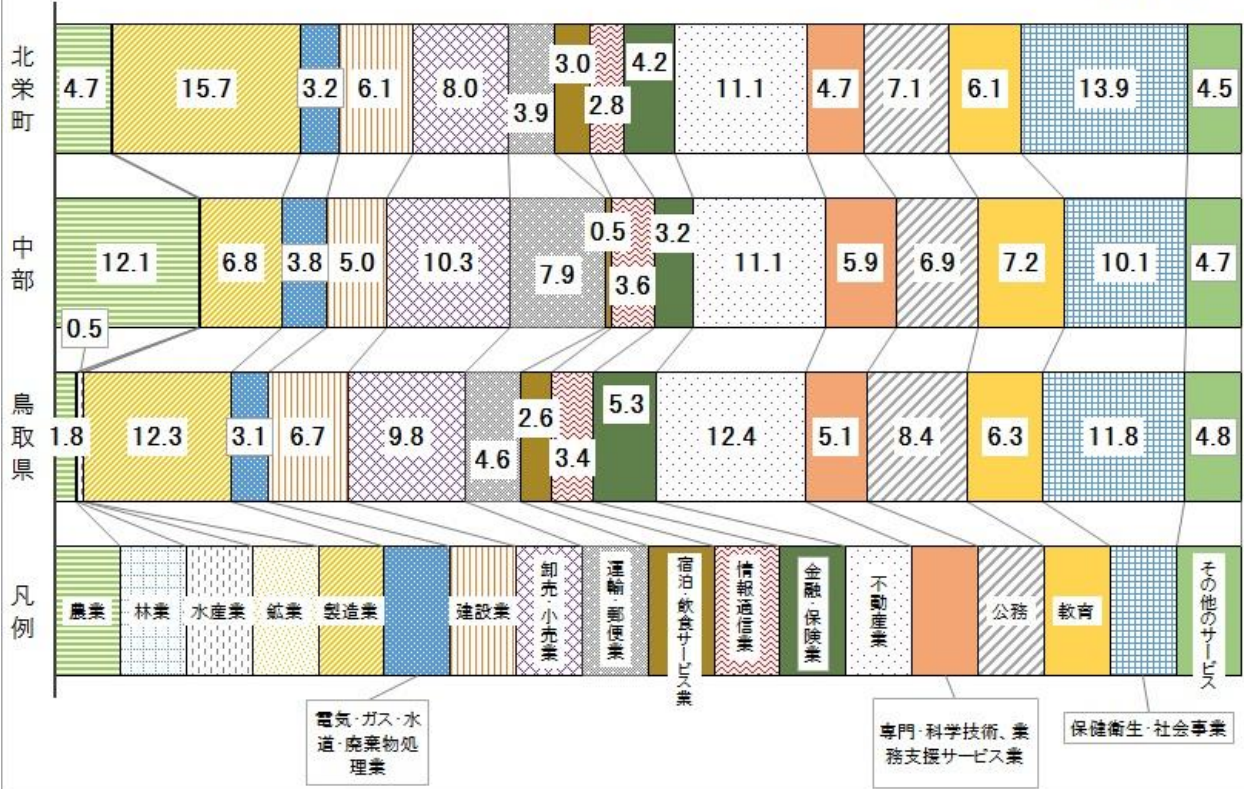 北栄町
4.7
15.7
3.2
6.1
8.0
3.9
3.0
2.8
4.2
11.1
4.7
7.1
6.1
13.9
4.5
中部
12.1
6.8
3.8
5.0
10.3
7.9
0.5
3.6
3.2
11.1
5.9
6.9
7.2
10.1
4.7
0.5
鳥取県
1.8
12.3
3.1
6.7
9.8
4.6
2.6
3.4
5.3
12.4
5.1
8.4
6.3
11.8
4.8
凡例
農業
林業
水産業
鉱業
製造業
建設業
卸売・小売業
運輸・郵便業
宿泊・飲食サービス業
情報通信業
金融・保険業
不動産業
公務
教育
その他のサービス
電気・ガス・水
道・廃棄物処
理業
専門・科学技術、業
務支援サービス業
保健衛生・社会事業